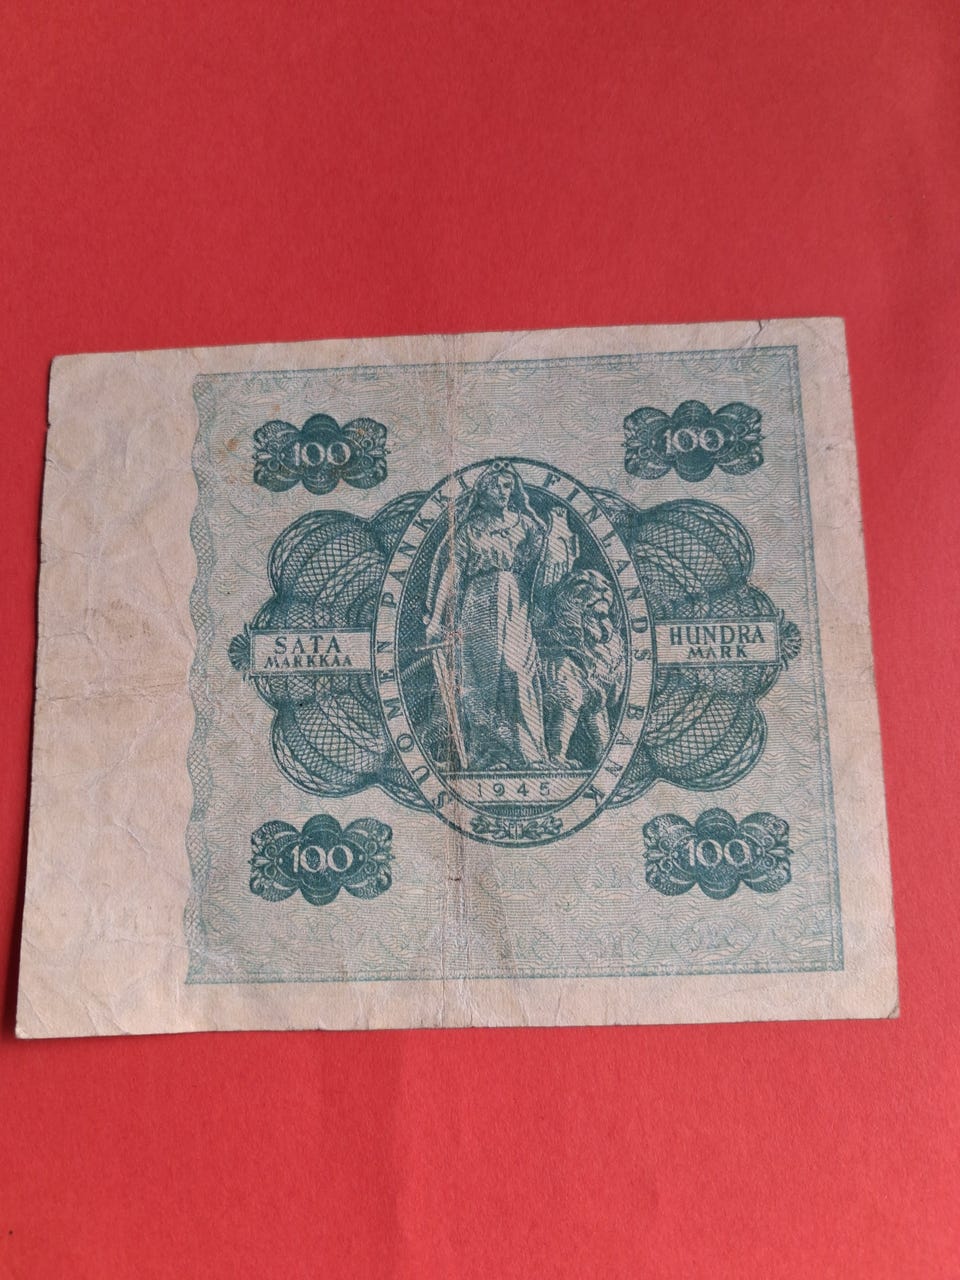 100
100
SUOMEN PANKKI
FINLANDS BANK
SATA
MARKKAA
HUNDRA
MARK
1945
100
100